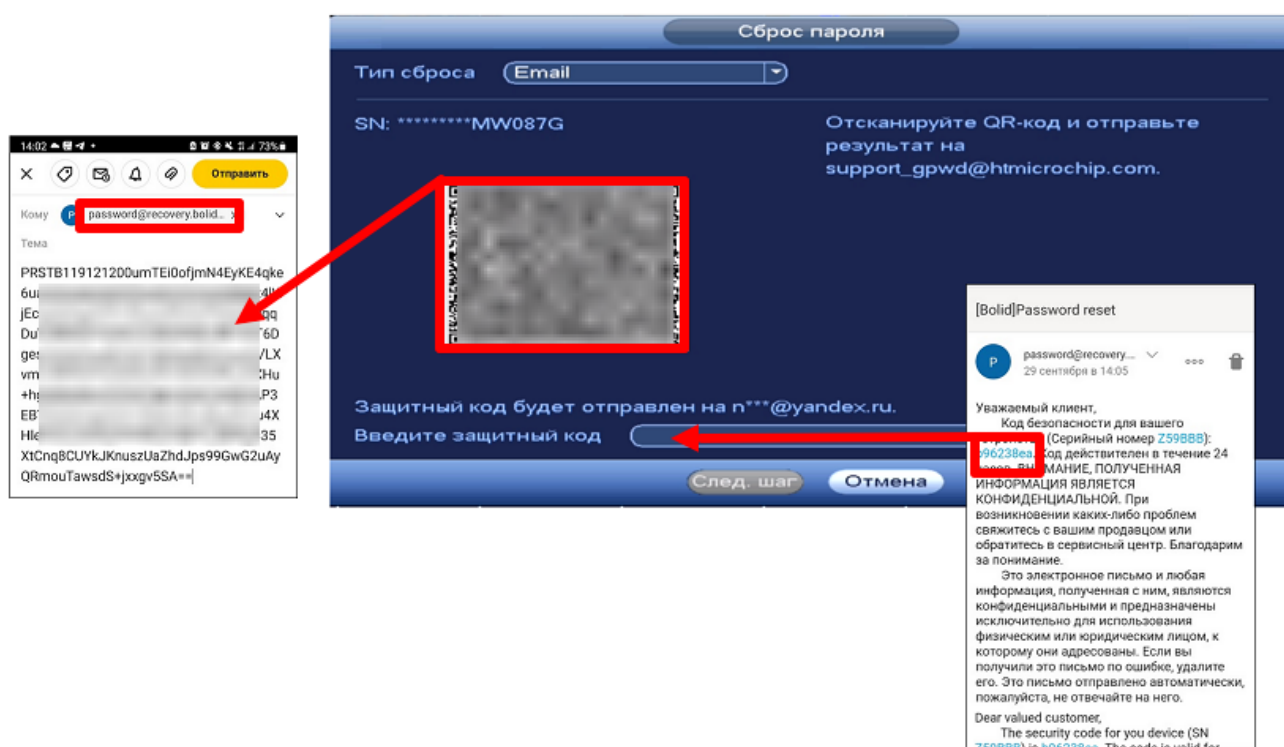 Сброс пароля
Тип сброса Email
SN: *********MW087G
Отсканируйте QR-код и отправьте
результат на
support_gpwd@htmicrochip.com.
Защитный код будет отправлен на n***@yandex.ru.
Введите защитный код
След. шаг Отмена
14:02 73%
Отправить
Кому P password@recovery.bolid...
Тема
PRSTB119121200umTEi0ofjmN4EyKE4qke
XtCnq8CUYkJKnuszUaZhdJps99GwG2uAy
QRmouTawsdS+jxxgv5SA==
[Bolid]Password reset
P password@recovery...
29 сентября в 14:05
Уважаемый клиент,
Код безопасности для вашего
(Серийный номер Z59BBB):
b96238ea. Код действителен в течение 24
ВНИМАНИЕ, ПОЛУЧЕННАЯ
ИНФОРМАЦИЯ ЯВЛЯЕТСЯ
КОНФИДЕНЦИАЛЬНОЙ. При
возникновении каких-либо проблем
свяжитесь с вашим продавцом или
обратитесь в сервисный центр. Благодарим
за понимание.
Это электронное письмо и любая
информация, полученная с ним, являются
конфиденциальными и предназначены
исключительно для использования
физическим или юридическим лицом, к
которому они адресованы. Если вы
получили это письмо по ошибке, удалите
его. Это письмо отправлено автоматически,
пожалуйста, не отвечайте на него.
Dear valued customer,
The security code for you device (SN